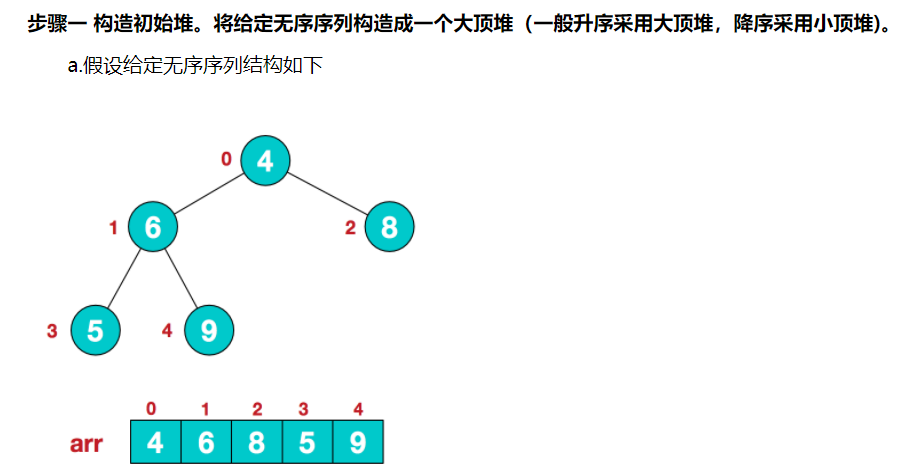 步骤一 构造初始堆。将给定无序序列构造成一个大顶堆（一般升序采用大顶堆，降序采用小顶堆)。
a.假设给定无序序列结构如下
0 4
1 6 2 8
3 5 4 9
0 1 2 3 4
arr 4 6 8 5 9